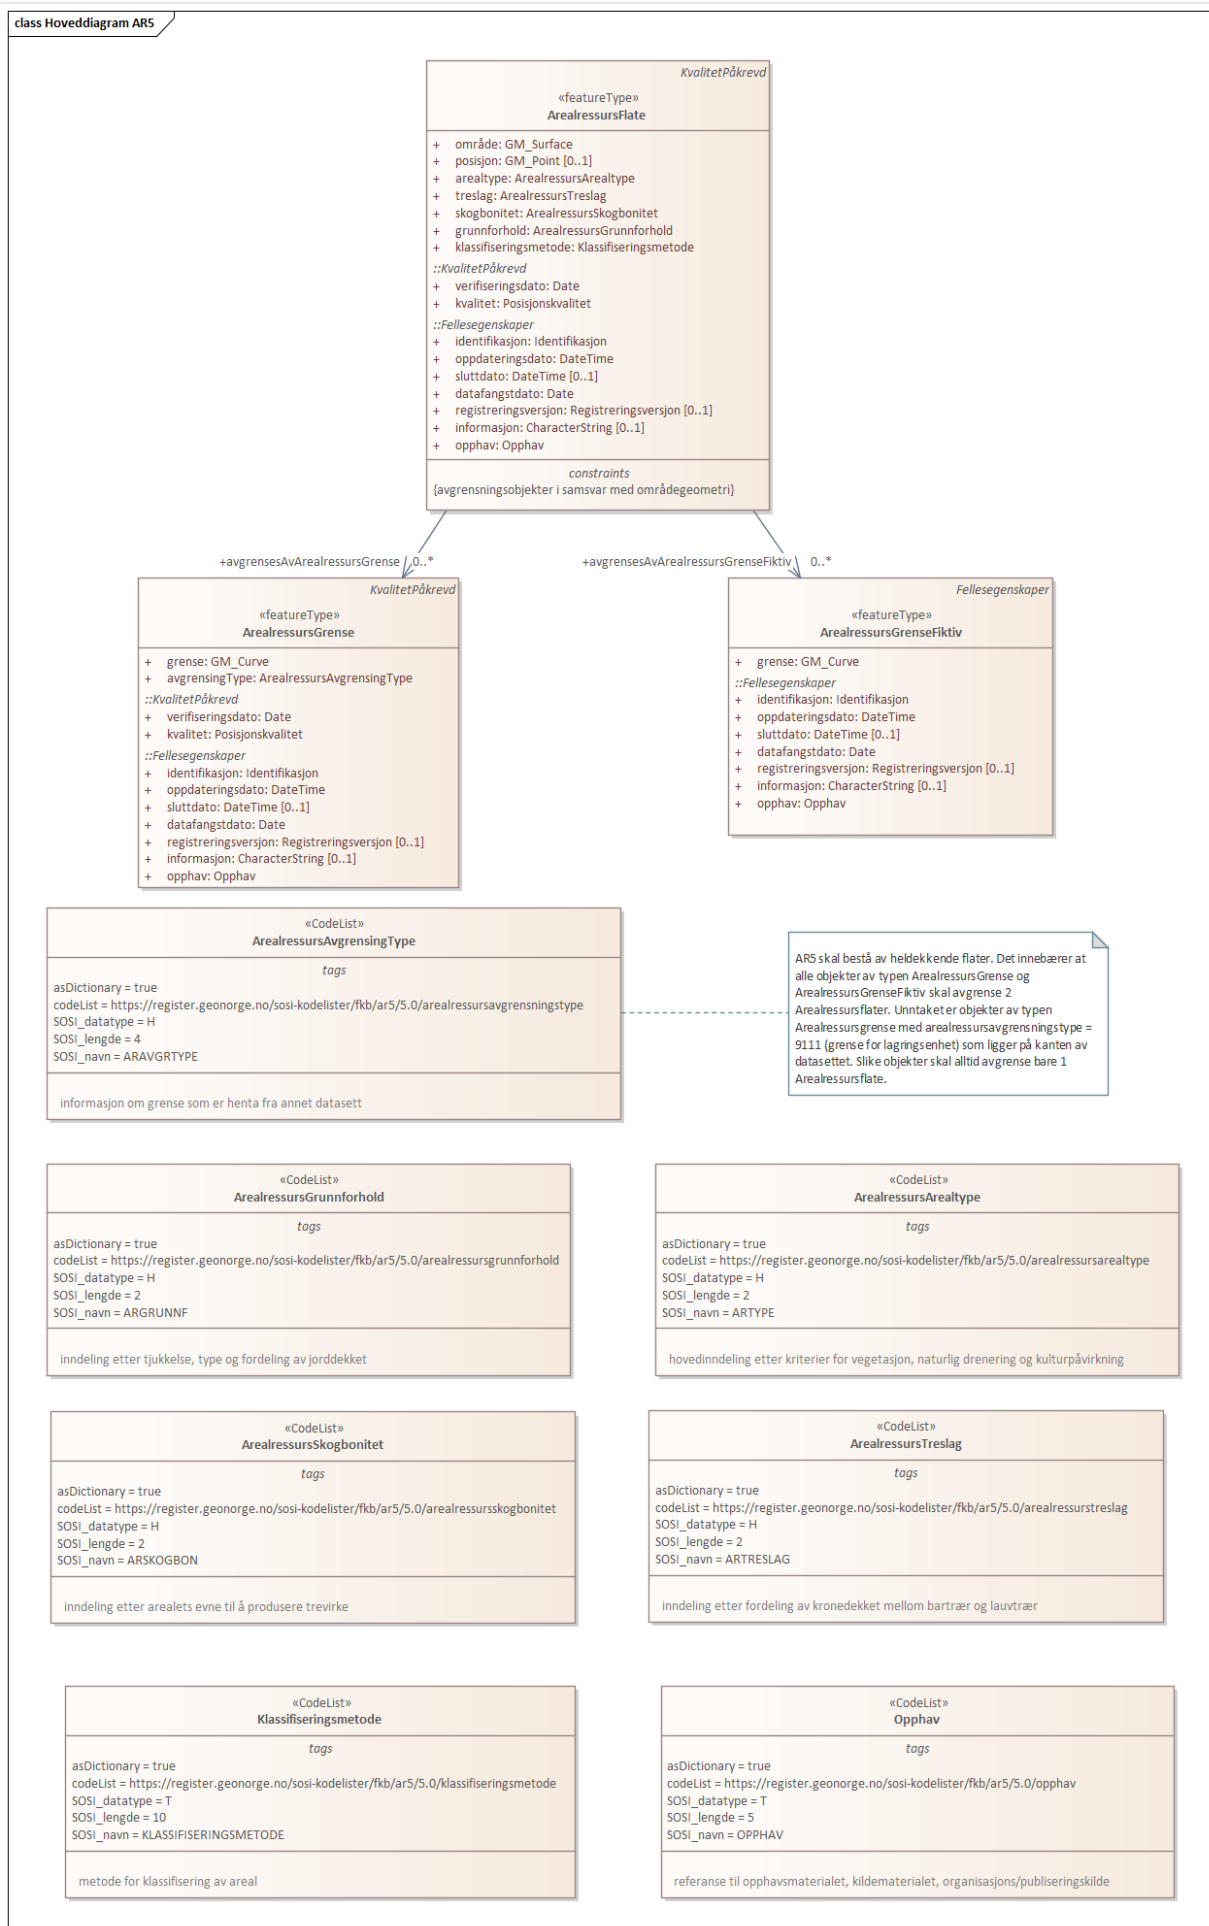 class Hoveddiagram AR5
KvalitetPåkrevd
«featureType»
ArealressursFlate
+ område: GM_Surface
+ posisjon: GM_Point [0..1]
+ arealtype: ArealressursArealtype
+ treslag: ArealressursTreslag
+ skogbonitet: ArealressursSkogbonitet
+ grunnforhold: ArealressursGrunnforhold
+ klassifiseringsmetode: Klassifiseringsmetode
::KvalitetPåkrevd
+ verifiseringsdato: Date
+ kvalitet: Posisjonskvalitet
::Fellesegenskaper
+ identifikasjon: Identifikasjon
+ oppdateringsdato: DateTime
+ sluttdato: DateTime [0..1]
+ datafangstdato: Date
+ registreringsversjon: Registreringsversjon [0..1]
+ informasjon: CharacterString [0..1]
+ opphav: Opphav
constraints
{avgrensningsobjekter i samsvar med områdegeometri}
+avgrensesAvArealressursGrense 0..*
+avgrensesAvArealressursGrenseFiktiv 0..*
KvalitetPåkrevd
«featureType»
ArealressursGrense
+ grense: GM_Curve
+ avgrensingType: ArealressursAvgrensingType
::KvalitetPåkrevd
+ verifiseringsdato: Date
+ kvalitet: Posisjonskvalitet
::Fellesegenskaper
+ identifikasjon: Identifikasjon
+ oppdateringsdato: DateTime
+ sluttdato: DateTime [0..1]
+ datafangstdato: Date
+ registreringsversjon: Registreringsversjon [0..1]
+ informasjon: CharacterString [0..1]
+ opphav: Opphav
Fellesegenskaper
«featureType»
ArealressursGrenseFiktiv
+ grense: GM_Curve
::Fellesegenskaper
+ identifikasjon: Identifikasjon
+ oppdateringsdato: DateTime
+ sluttdato: DateTime [0..1]
+ datafangstdato: Date
+ registreringsversjon: Registreringsversjon [0..1]
+ informasjon: CharacterString [0..1]
+ opphav: Opphav
«CodeList»
ArealressursAvgrensingType
tags
asDictionary = true
codeList = https://register.geonorge.no/sosi-kodelister/fkb/ar5/5.0/arealressursavgrensningstype
SOSI_datatype = H
SOSI_lengde = 4
SOSI_navn = ARAVGRTYPE
informasjon om grense som er henta fra annet datasett
AR5 skal bestå av heldekkende flater. Det innebærer at
alle objekter av typen ArealressursGrense og
ArealressursGrenseFiktiv skal avgrense 2
Arealressursflater. Unntaket er objekter av typen
Arealressursgrense med arealressursavgrensningstype =
9111 (grense for lagringsenhet) som ligger på kanten av
datasettet. Slike objekter skal alltid avgrense bare 1
Arealressursflate.
«CodeList»
ArealressursGrunnforhold
tags
asDictionary = true
codeList = https://register.geonorge.no/sosi-kodelister/fkb/ar5/5.0/arealressursgrunnforhold
SOSI_datatype = H
SOSI_lengde = 2
SOSI_navn = ARGRUNNF
inndeling etter tjukkelse, type og fordeling av jorddekket
«CodeList»
ArealressursArealtype
tags
asDictionary = true
codeList = https://register.geonorge.no/sosi-kodelister/fkb/ar5/5.0/arealressursarealtype
SOSI_datatype = H
SOSI_lengde = 2
SOSI_navn = ARTYPE
hovedinndeling etter kriterier for vegetasjon, naturlig drenering og kulturpåvirkning
«CodeList»
ArealressursSkogbonitet
tags
asDictionary = true
codeList = https://register.geonorge.no/sosi-kodelister/fkb/ar5/5.0/arealressursskogbonitet
SOSI_datatype = H
SOSI_lengde = 2
SOSI_navn = ARSKOGBON
inndeling etter arealets evne til å produsere trevirke
«CodeList»
ArealressursTreslag
tags
asDictionary = true
codeList = https://register.geonorge.no/sosi-kodelister/fkb/ar5/5.0/arealressurstreslag
SOSI_datatype = H
SOSI_lengde = 2
SOSI_navn = ARTRESLAG
inndeling etter fordeling av kronedekket mellom bartrær og lauvtrær
«CodeList»
Klassifiseringsmetode
tags
asDictionary = true
codeList = https://register.geonorge.no/sosi-kodelister/fkb/ar5/5.0/klassifiseringsmetode
SOSI_datatype = T
SOSI_lengde = 10
SOSI_navn = KLASSIFISERINGSMETODE
metode for klassifisering av areal
«CodeList»
Opphav
tags
asDictionary = true
codeList = https://register.geonorge.no/sosi-kodelister/fkb/ar5/5.0/opphav
SOSI_datatype = T
SOSI_lengde = 5
SOSI_navn = OPPHAV
referanse til opphavsmaterialet, kildematerialet, organisasjons/publiseringskilde